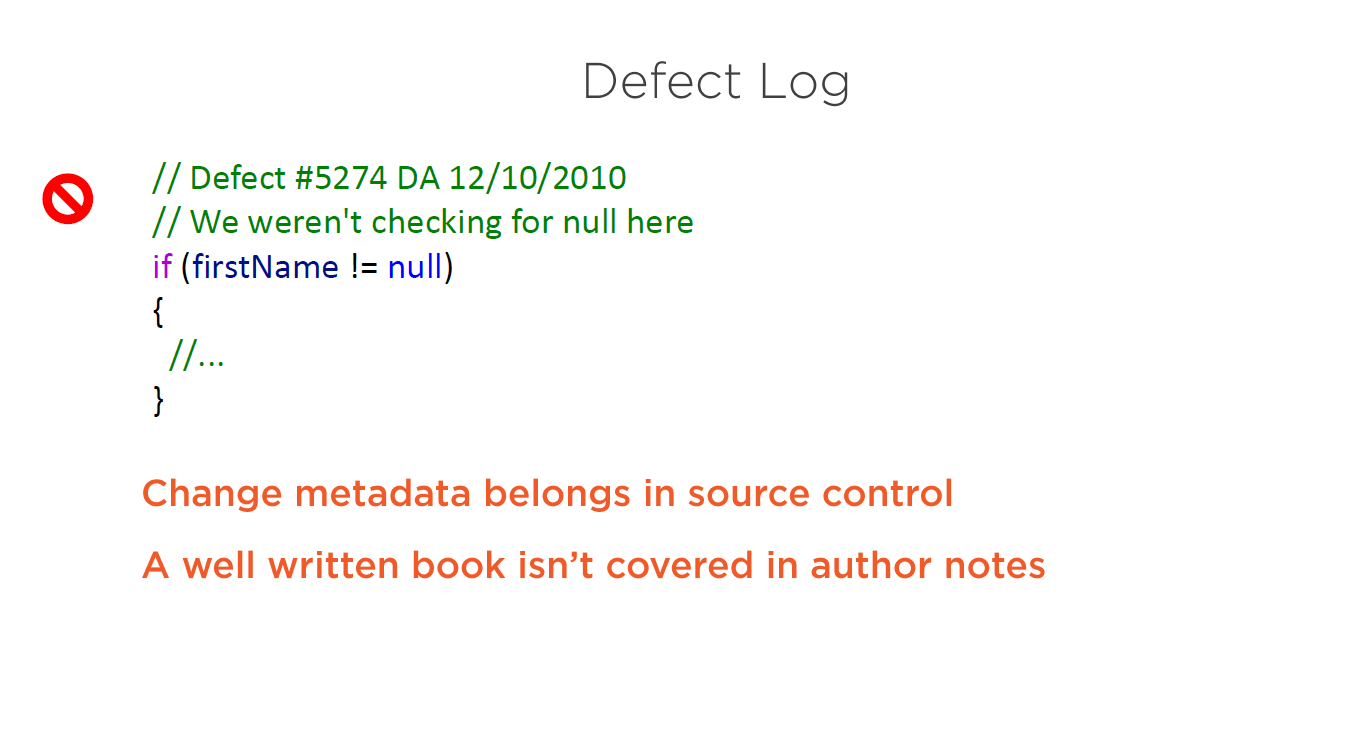 Defect Log
// Defect #5274 DA 12/10/2010
// We weren't checking for null here
if (firstName != null)
{
//...
}
Change metadata belongs in source control
A well written book isn’t covered in author notes